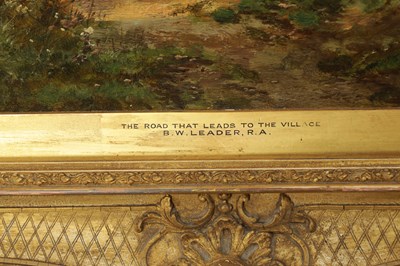 THE ROAD THAT LEADS TO THE VILLAGE
B.W. LEADER, R.A.